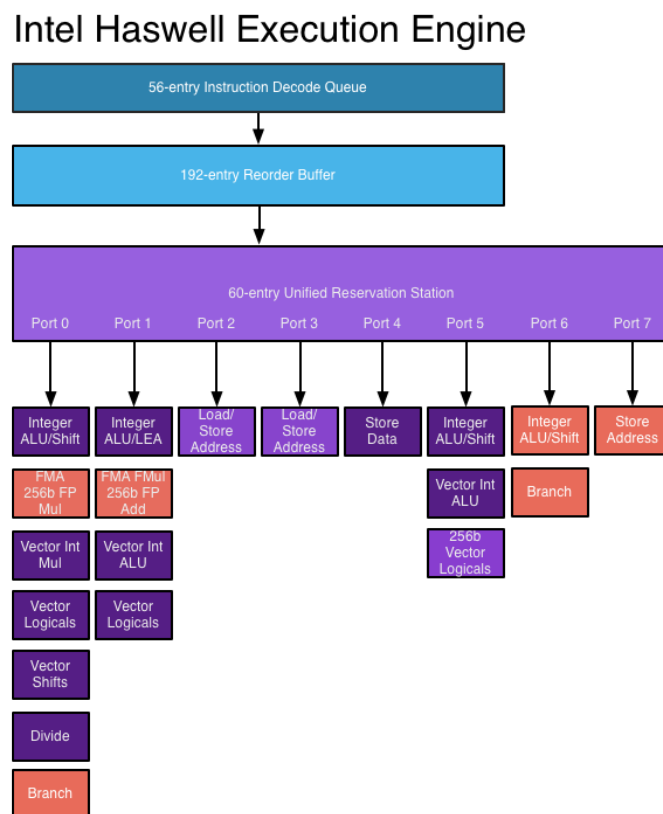 Intel Haswell Execution Engine
56-entry Instruction Decode Queue
192-entry Reorder Buffer
60-entry Unified Reservation Station
Port 0
Port 1
Port 2
Port 3
Port 4
Port 5
Port 6
Port 7
Integer
ALU/Shift
Integer
ALU/LEA
Load/
Store
Address
Load/
Store
Address
Store
Data
Integer
ALU/Shift
Integer
ALU/Shift
Store
Address
FMA
256b FP
Mul
FMA FMul
256b FP
Add
Vector Int
ALU
Branch
Vector Int
Mul
Vector Int
ALU
256b
Vector
Logicals
Vector
Logicals
Vector
Logicals
Vector
Shifts
Divide
Branch